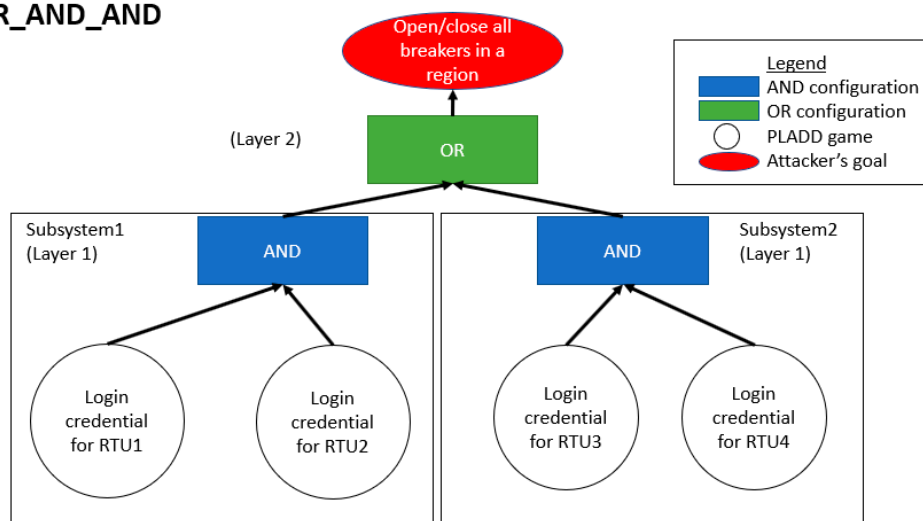 R_AND_AND
Open/close all
breakers in a
region
Legend
AND configuration
OR configuration
PLADD game
Attacker's goal
(Layer 2)
OR
Subsystem1
(Layer 1)
AND
AND
Subsystem2
(Layer 1)
Login
credential
for RTU1
Login
credential
for RTU2
Login
credential
for RTU3
Login
credential
for RTU4